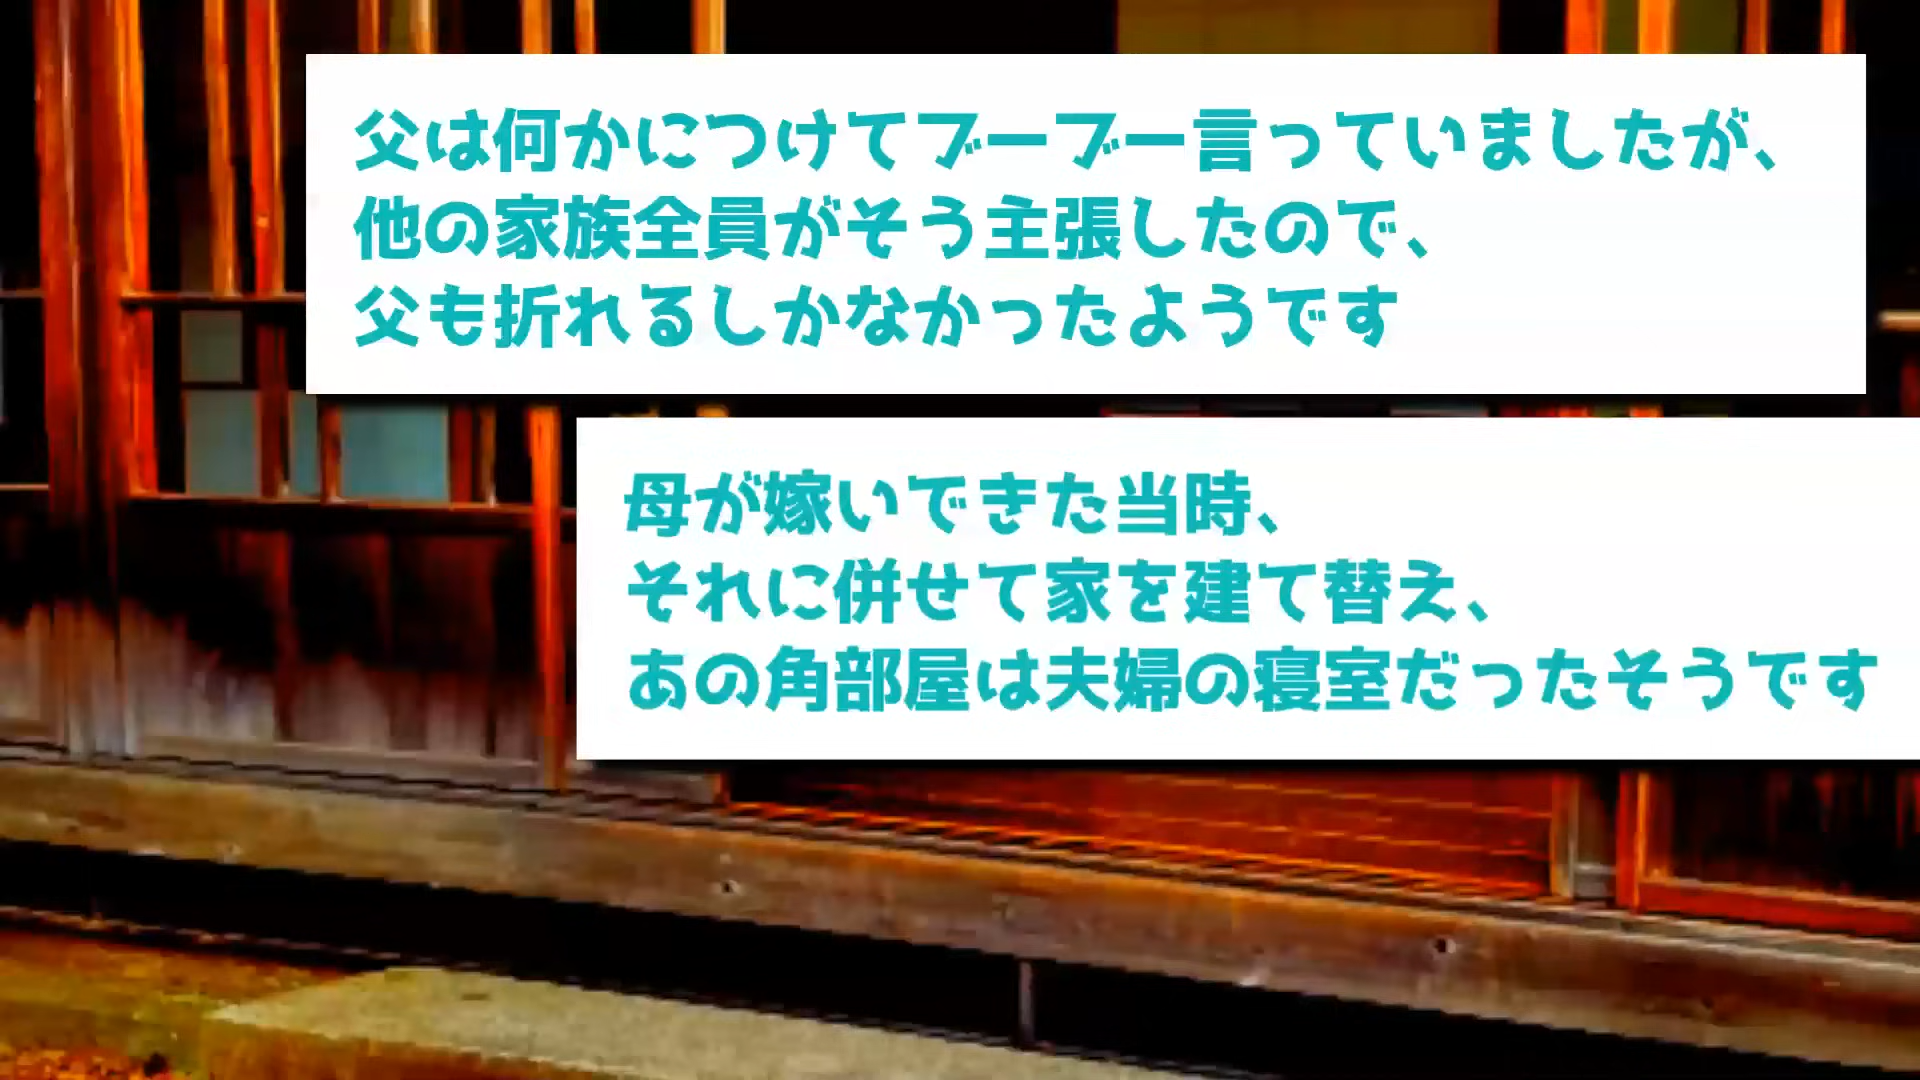 父は何かにつけてブーブー言っていましたが、
他の家族全員がそう主張したので、
父も折れるしかなかったようです
母が嫁いできた当時、
それに併せて家を建て替え、
あの角部屋は夫婦の寝室だったそうです